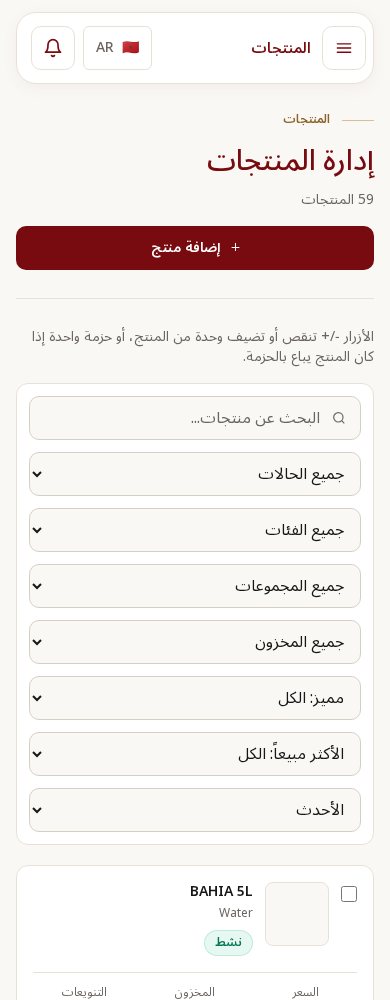 المنتجات
AR
المنتجات
إدارة المنتجات
59 المنتجات
+ إضافة منتج
الأزرار -/+ تنقص أو تضيف وحدة من المنتج، أو حزمة واحدة إذا
كان المنتج يباع بالحزمة.
البحث عن منتجات...
جميع الحالات
جميع الفئات
جميع المجموعات
جميع المخزون
مميز: الكل
الأكثر مبيعاً: الكل
الأحدث
BAHIA 5L
Water
نشط
السعر المخزون التنويعات